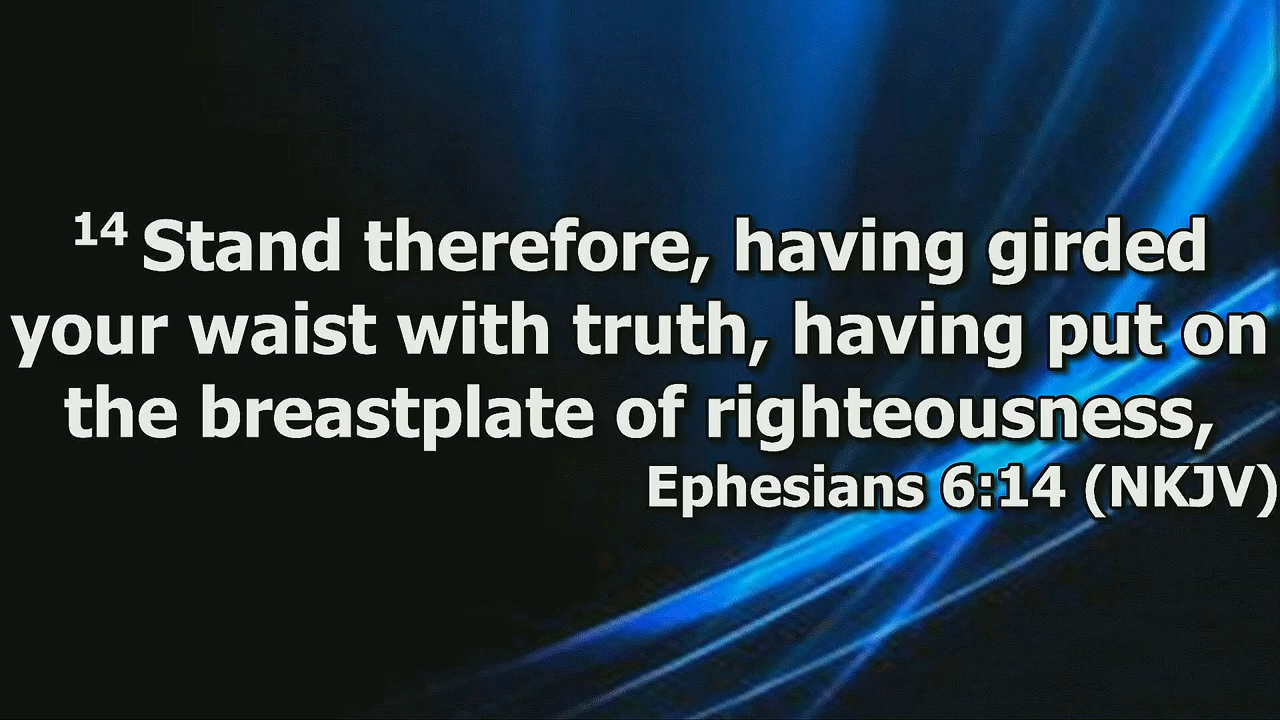 14 Stand therefore, having girded
your waist with truth, having put on
the breastplate of righteousness,
Ephesians 6:14 (NKJV)